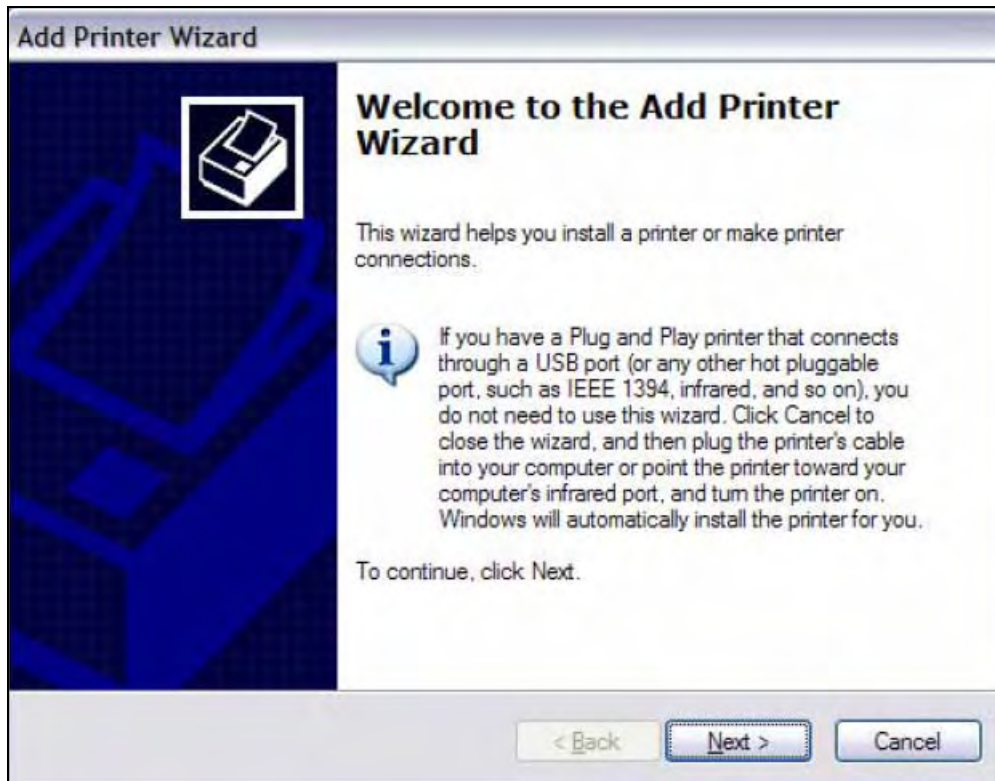 Add Printer Wizard
Welcome to the Add Printer
Wizard
This wizard helps you install a printer or make printer
connections.
If you have a Plug and Play printer that connects
through a USB port (or any other hot pluggable
port, such as IEEE 1394, infrared, and so on), you
do not need to use this wizard. Click Cancel to
close the wizard, and then plug the printer's cable
into your computer or point the printer toward your
computer's infrared port, and turn the printer on.
Windows will automatically install the printer for you.
To continue, click Next.
< Back
Next >
Cancel